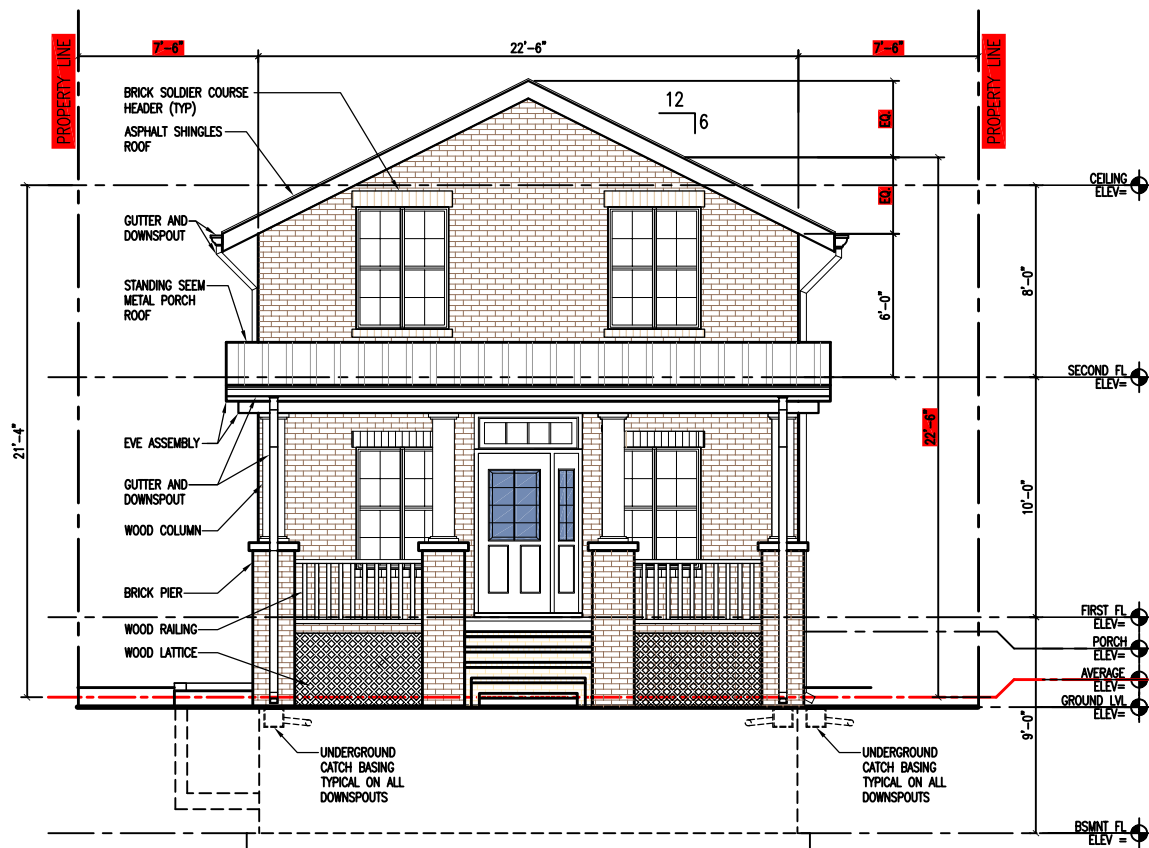 7'-6"
22'-6"
7'-6"
PROPERTY LINE
PROPERTY LINE
BRICK SOLDIER COURSE
HEADER (TYP)
ASPHALT SHINGLES
ROOF
12
6
EQ.
EQ.
CEILING
ELEV=
GUTTER AND
DOWNSPOUT
STANDING SEEM
METAL PORCH
ROOF
6'-0"
8'-0"
SECOND FL
ELEV=
21'-4"
22'-6"
EVE ASSEMBLY
GUTTER AND
DOWNSPOUT
WOOD COLUMN
10'-0"
BRICK PIER
FIRST FL
ELEV=
WOOD RAILING
PORCH
ELEV=
WOOD LATTICE
AVERAGE
ELEV=
GROUND LVL
ELEV=
9'-0"
UNDERGROUND
CATCH BASING
TYPICAL ON ALL
DOWNSPOUTS
UNDERGROUND
CATCH BASING
TYPICAL ON ALL
DOWNSPOUTS
BSMNT FL
ELEV =